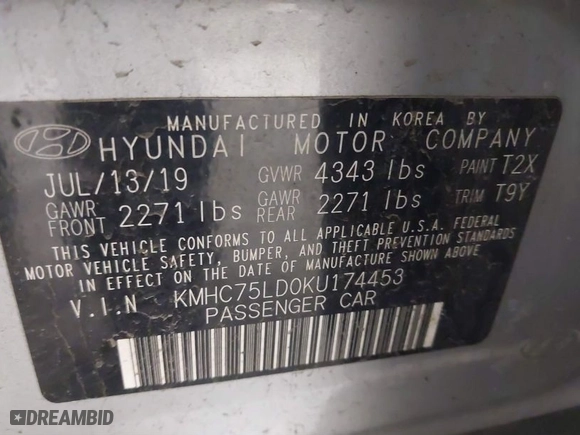 MANUFACTURED IN KOREA BY
HYUNDAI MOTOR COMPANY
JUL/13/19 GVWR 4343 lbs PAINT T2X
GAWR FRONT 2271 lbs GAWR REAR 2271 lbs TRIM T9Y
THIS VEHICLE CONFORMS TO ALL APPLICABLE U.S.A. FEDERAL
MOTOR VEHICLE SAFETY, BUMPER, AND THEFT PREVENTION STANDARDS
IN EFFECT ON THE DATE OF MANUFACTURE SHOWN ABOVE.
V.I.N KMHC75LD0KU174453
PASSENGER CAR
DREAMBID